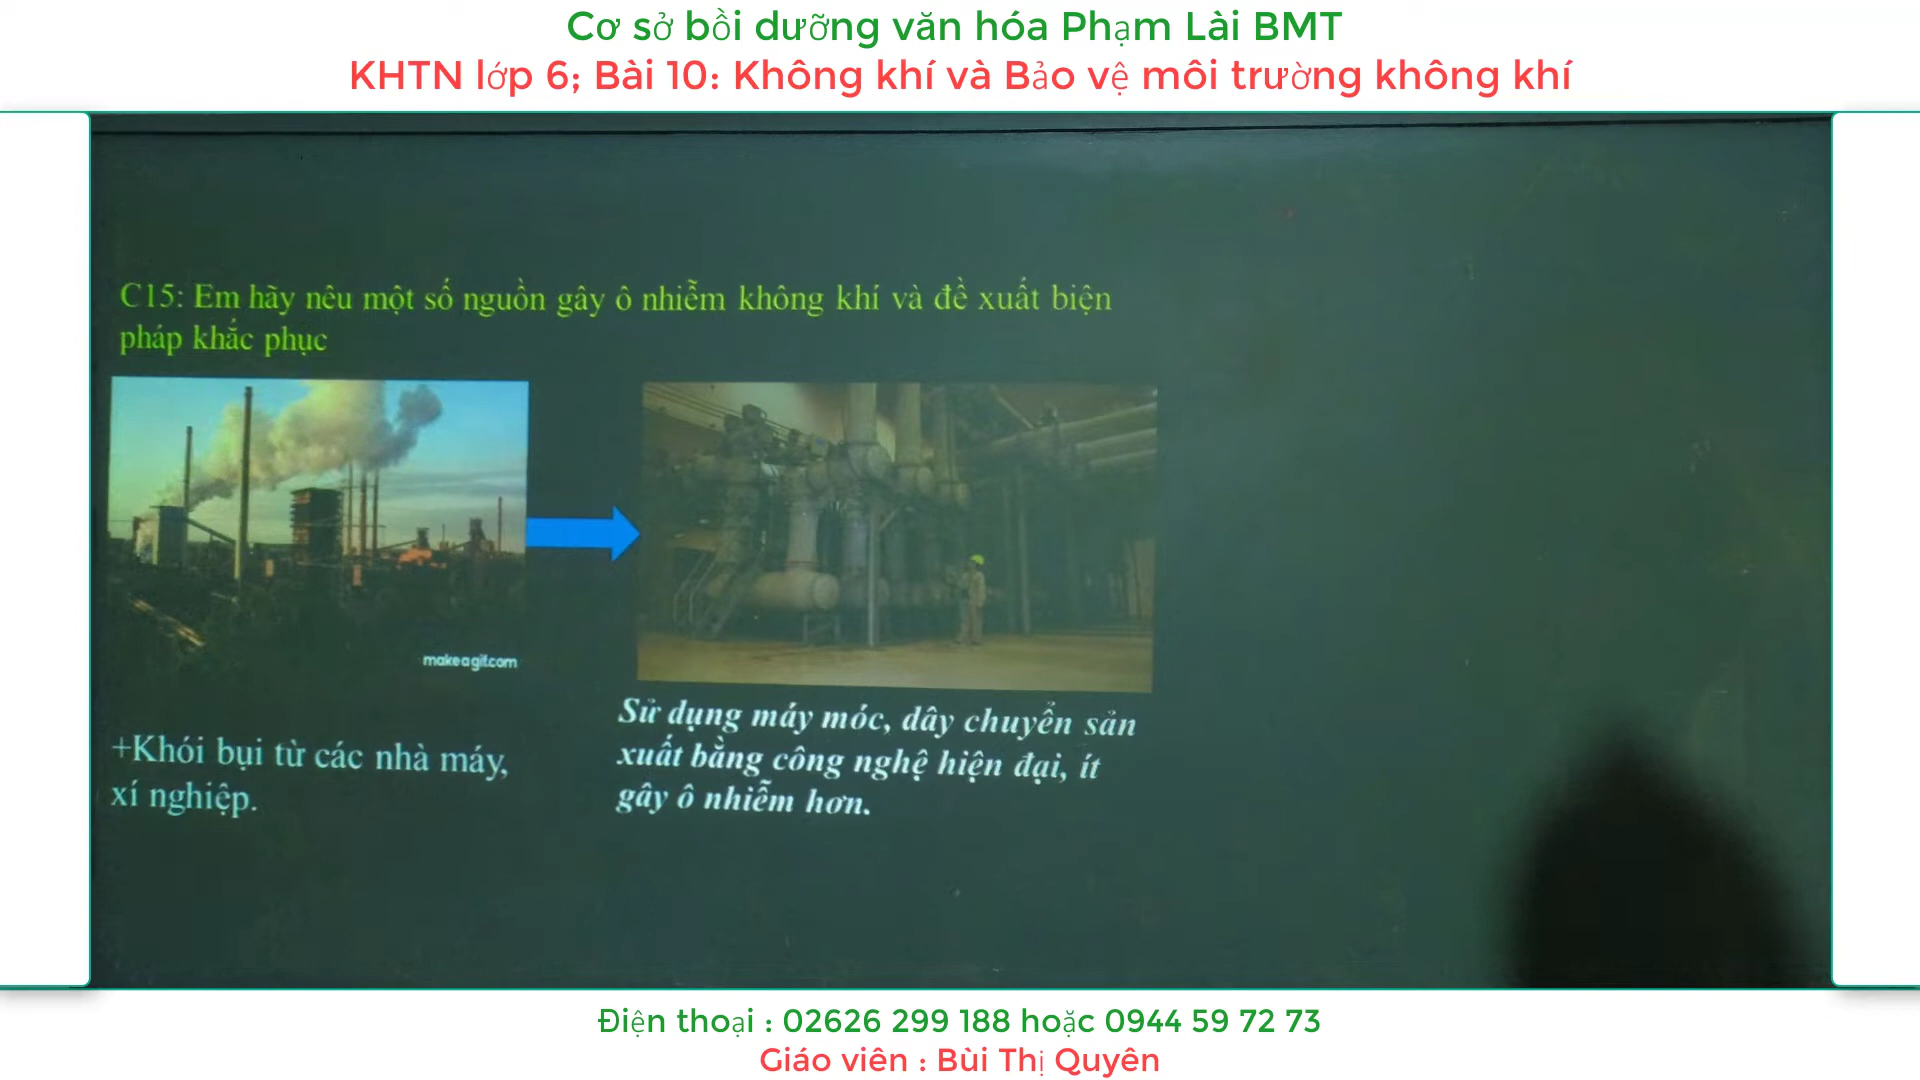 Cơ sở bồi dưỡng văn hóa Phạm Lài BMT
KHTN lớp 6; Bài 10: Không khí và Bảo vệ môi trường không khí
C15: Em hãy nêu một số nguồn gây ô nhiễm không khí và đề xuất biện
pháp khắc phục
makeagif.com
+Khói bụi từ các nhà máy,
xí nghiệp.
Sử dụng máy móc, dây chuyển sản
xuất bằng công nghệ hiện đại, ít
gây ô nhiễm hơn.
Điện thoại : 02626 299 188 hoặc 0944 59 72 73
Giáo viên : Bùi Thị Quyên